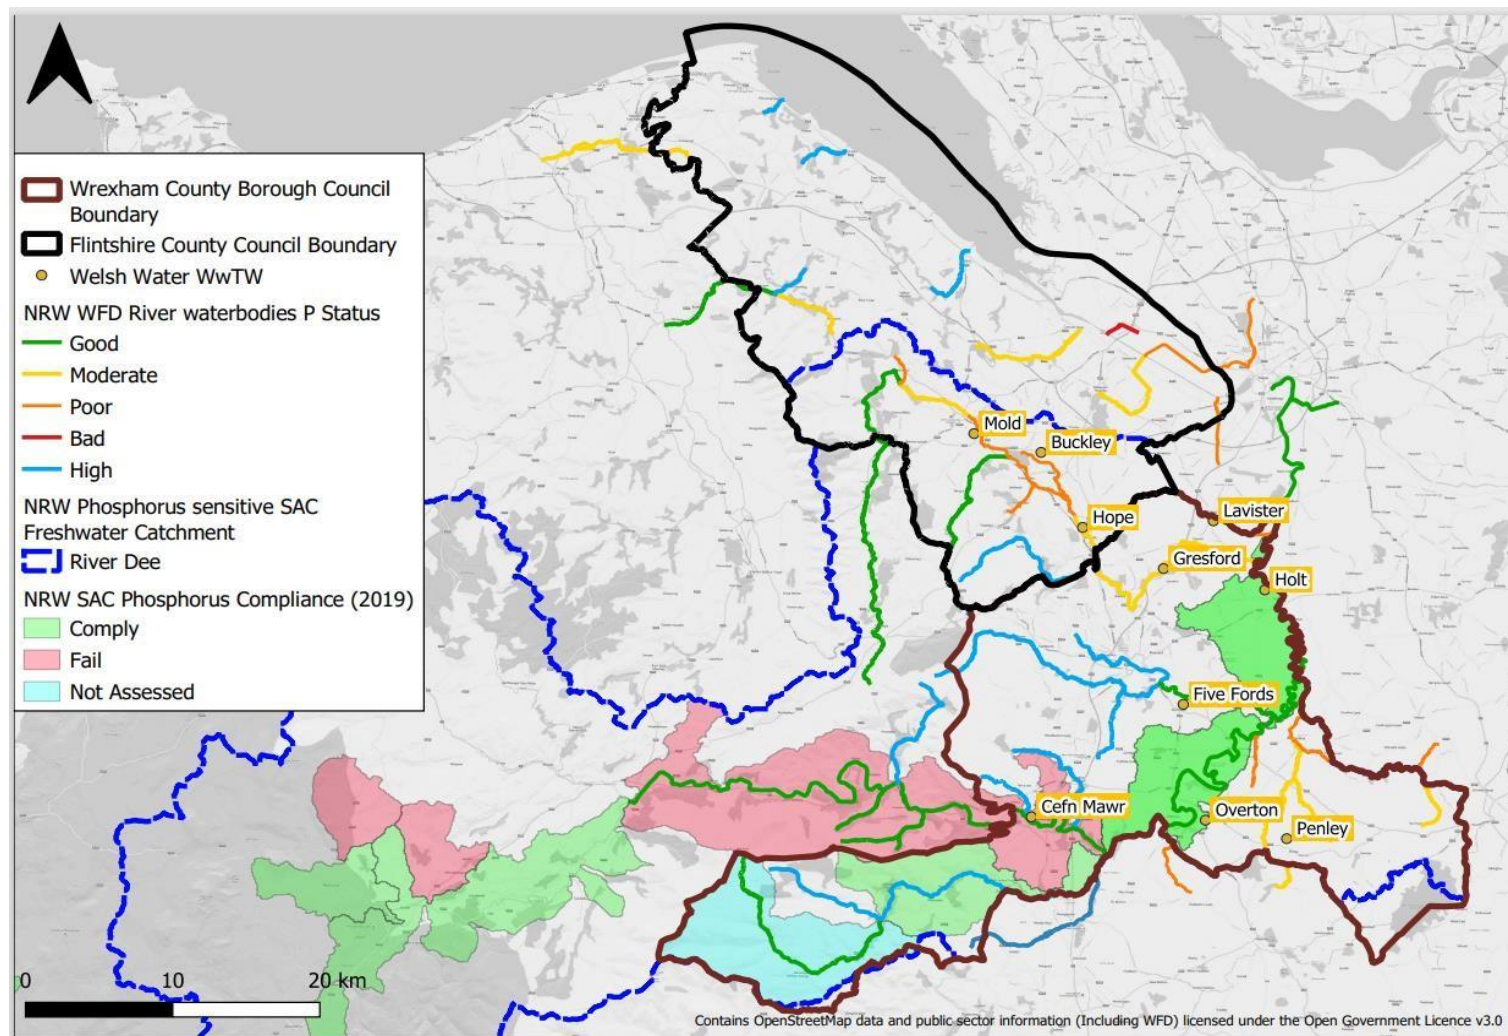 Wrexham County Borough Council
Boundary
Flintshire County Council Boundary
Welsh Water WwTW
NRW WFD River waterbodies P Status
Good
Moderate
Poor
Bad
High
NRW Phosphorus sensitive SAC
Freshwater Catchment
River Dee
NRW SAC Phosphorus Compliance (2019)
Comply
Fail
Not Assessed
Mold
Buckley
Lavister
Hope
Gresford
Holt
Five Fords
Cefn Mawr
Overton
Penley
0 10 20 km
Contains OpenStreetMap data and public sector information (Including WFD) licensed under the Open Government Licence v3.0